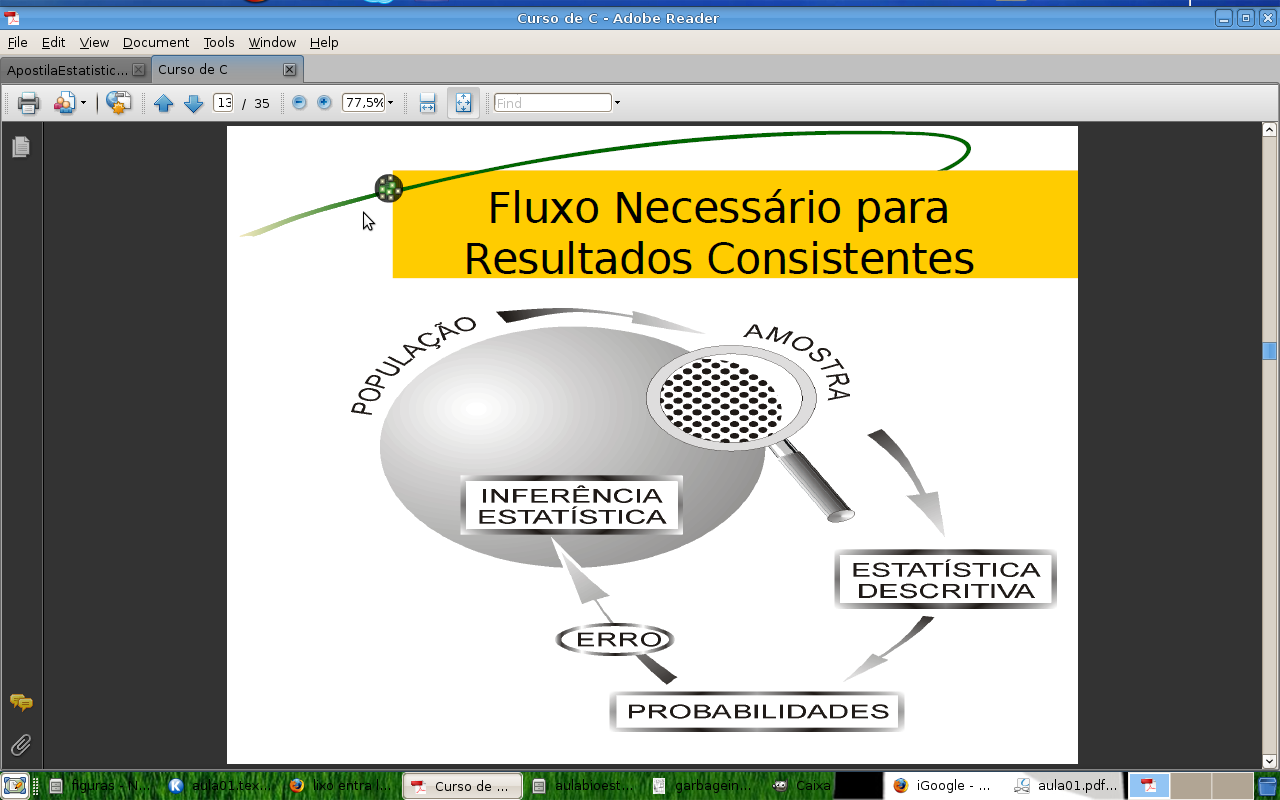 Curso de C - Adobe Reader
File Edit View Document Tools Window Help
ApostilaEstatistic... Curso de C
13 / 35 77,5% Find
Fluxo Necessário para
Resultados Consistentes
POPULAÇÃO
AMOSTRA
INFERÊNCIA
ESTATÍSTICA
ESTATÍSTICA
DESCRITIVA
ERRO
PROBABILIDADES
figuras - N... aula01.tex... lixo entra i... Curso de ... aulabioest... garbagein... Caixa iGoogle - ... aula01.pdf...